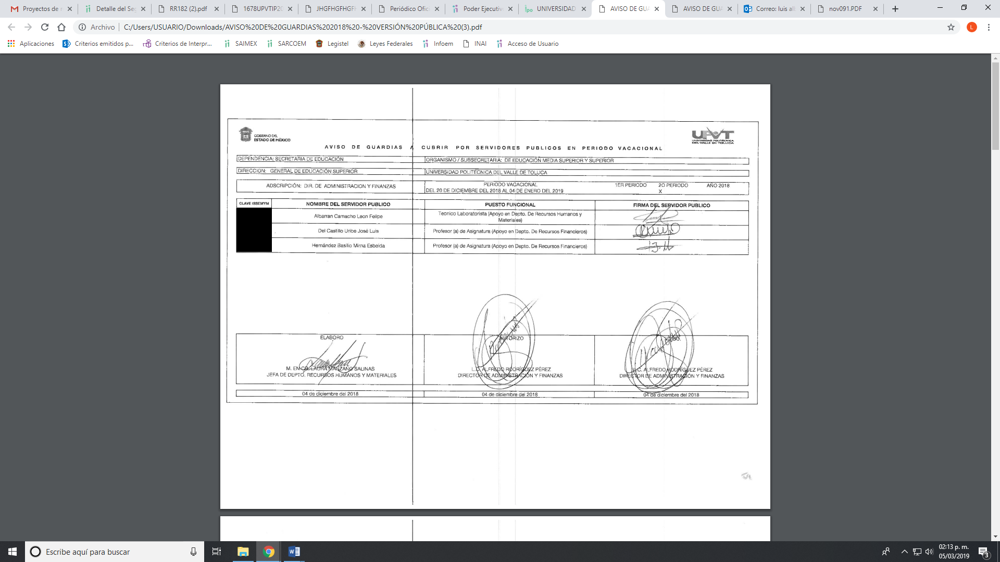 Proyectos de r
Detalle del Seg
RR182 (2).pdf
1678UPVTIP20
JHGFHGFHGFH
Periódico Ofici
Poder Ejecutivo
UNIVERSIDAD
AVISO DE GUA
AVISO DE GUA
Correo: luis all
nov091.PDF
Archivo
C:/Users/USUARIO/Downloads/AVISO%20DE%20GUARDIAS%202018%20-%20VERSIÓN%20PÚBLICA%20(3).pdf
L
Aplicaciones
Criterios emitidos p...
Criterios de Interpr...
SAIMEX
SARCOEM
Legistel
Leyes Federales
Infoem
INAI
Acceso de Usuario
GOBIERNO DEL
ESTADO DE MÉXICO
UPVT
UNIVERSIDAD POLITÉCNICA
DEL VALLE DE TOLUCA
AVISO DE GUARDIAS A CUBRIR POR SERVIDORES PUBLICOS EN PERIODO VACACIONAL
DEPENDENCIA: SECRETARIA DE EDUCACIÓN
ORGANISMO / SUBSECRETARIA: DE EDUCACIÓN MEDIA SUPERIOR Y SUPERIOR
DIRECCION: GENERAL DE EDUCACIÓN SUPERIOR
UNIVERSIDAD POLITÉCNICA DEL VALLE DE TOLUCA
ADSCRIPCIÓN: DIR. DE ADMINISTRACION Y FINANZAS
PERIODO VACACIONAL
DEL 20 DE DICIEMBRE DEL 2018 AL 04 DE ENERO DEL 2019
1ER PERIODO
2O PERIODO
X
AÑO 2018
CLAVE ISSEMYM
NOMBRE DEL SERVIDOR PUBLICO
PUESTO FUNCIONAL
FIRMA DEL SERVIDOR PUBLICO
Albarran Camacho Leon Felipe
Tecnico Laboratorista (Apoyo en Depto. De Recursos Humanos y
Materiales)
Del Castillo Uribe José Luis
Profesor (a) de Asignatura (Apoyo en Depto. De Recursos Financieros)
Hernández Basilio Mirna Esbeida
Profesor (a) de Asignatura (Apoyo en Depto. De Recursos Financieros)
ELABORO
AUTORIZO
VO.BO.
M. EN CS. LAURA MANZANO SALINAS
JEFA DE DEPTO. RECURSOS HUMANOS Y MATERIALES
L.C. ALFREDO RODRÍGUEZ PÉREZ
DIRECTOR DE ADMINISTRACIÓN Y FINANZAS
L.C. ALFREDO RODRÍGUEZ PÉREZ
DIRECTOR DE ADMINISTRACIÓN Y FINANZAS
04 de diciembre del 2018
04 de diciembre del 2018
04 de diciembre del 2018
Escribe aquí para buscar
02:13 p. m.
05/03/2019
3